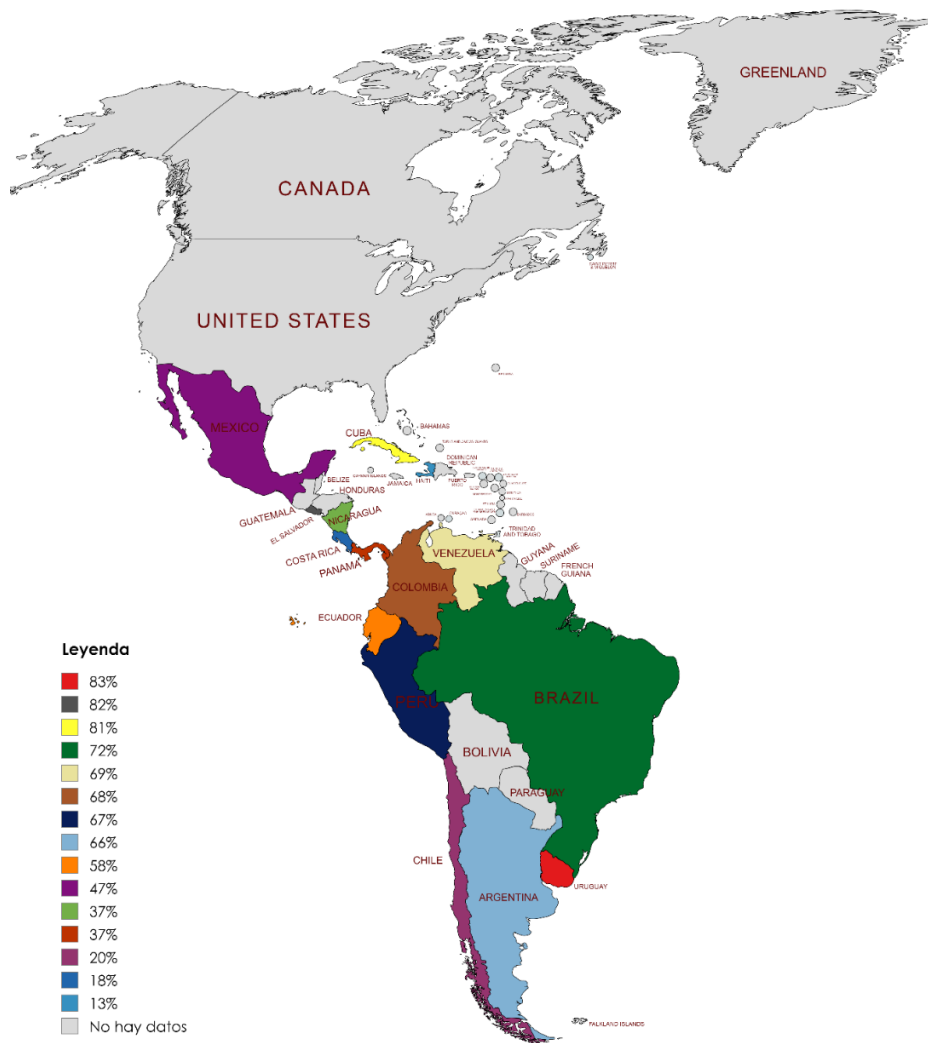 GREENLAND
CANADA
UNITED STATES
MEXICO
CUBA
BAHAMAS
DOMINICAN
REPUBLIC
JAMAICA
HAITI
PUERTO
RICO
BELIZE
HONDURAS
GUATEMALA
EL SALVADOR
NICARAGUA
COSTA RICA
PANAMA
TRINIDAD
AND TOBAGO
VENEZUELA
GUYANA
SURINAME
FRENCH
GUIANA
COLOMBIA
ECUADOR
PERU
BRAZIL
BOLIVIA
PARAGUAY
CHILE
ARGENTINA
URUGUAY
FALKLAND ISLANDS
Leyenda
83%
82%
81%
72%
69%
68%
67%
66%
58%
47%
37%
37%
20%
18%
13%
No hay datos